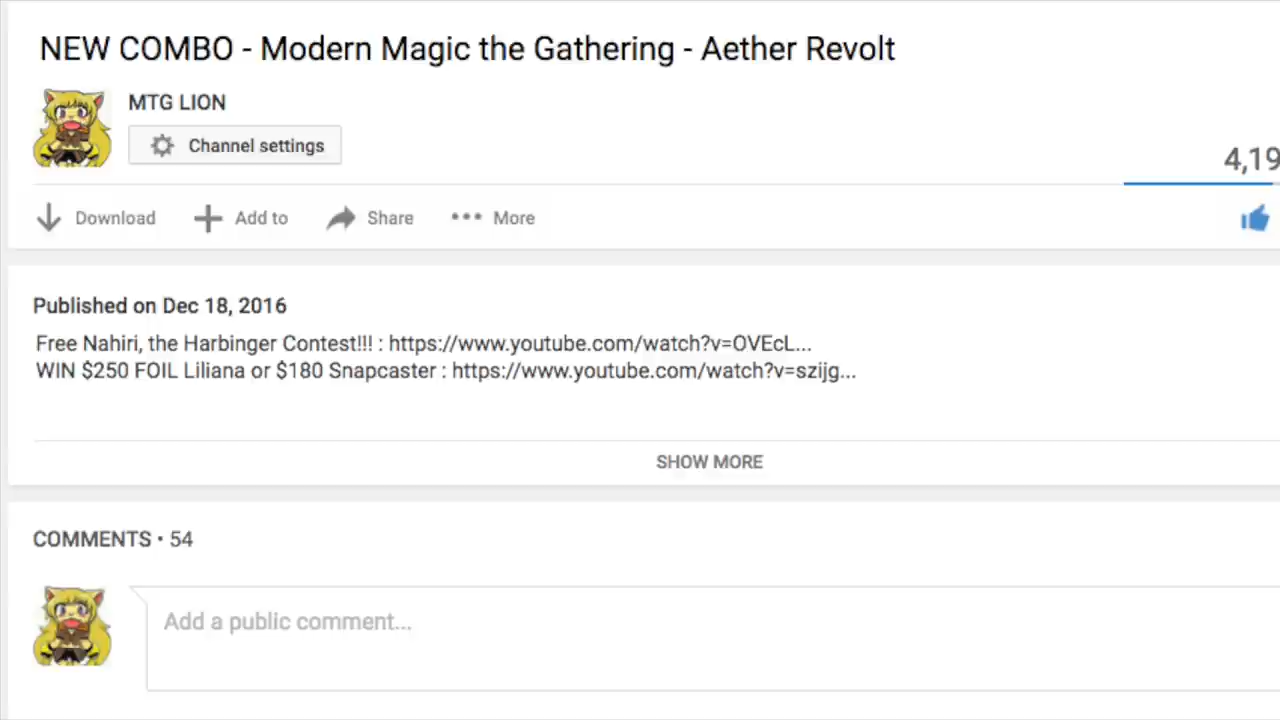 NEW COMBO - Modern Magic the Gathering - Aether Revolt
MTG LION
Channel settings
4,19
Download
Add to
Share
More
Published on Dec 18, 2016
Free Nahiri, the Harbinger Contest!!! : https://www.youtube.com/watch?v=OVEcL...
WIN $250 FOIL Liliana or $180 Snapcaster : https://www.youtube.com/watch?v=szijg...
SHOW MORE
COMMENTS • 54
Add a public comment...